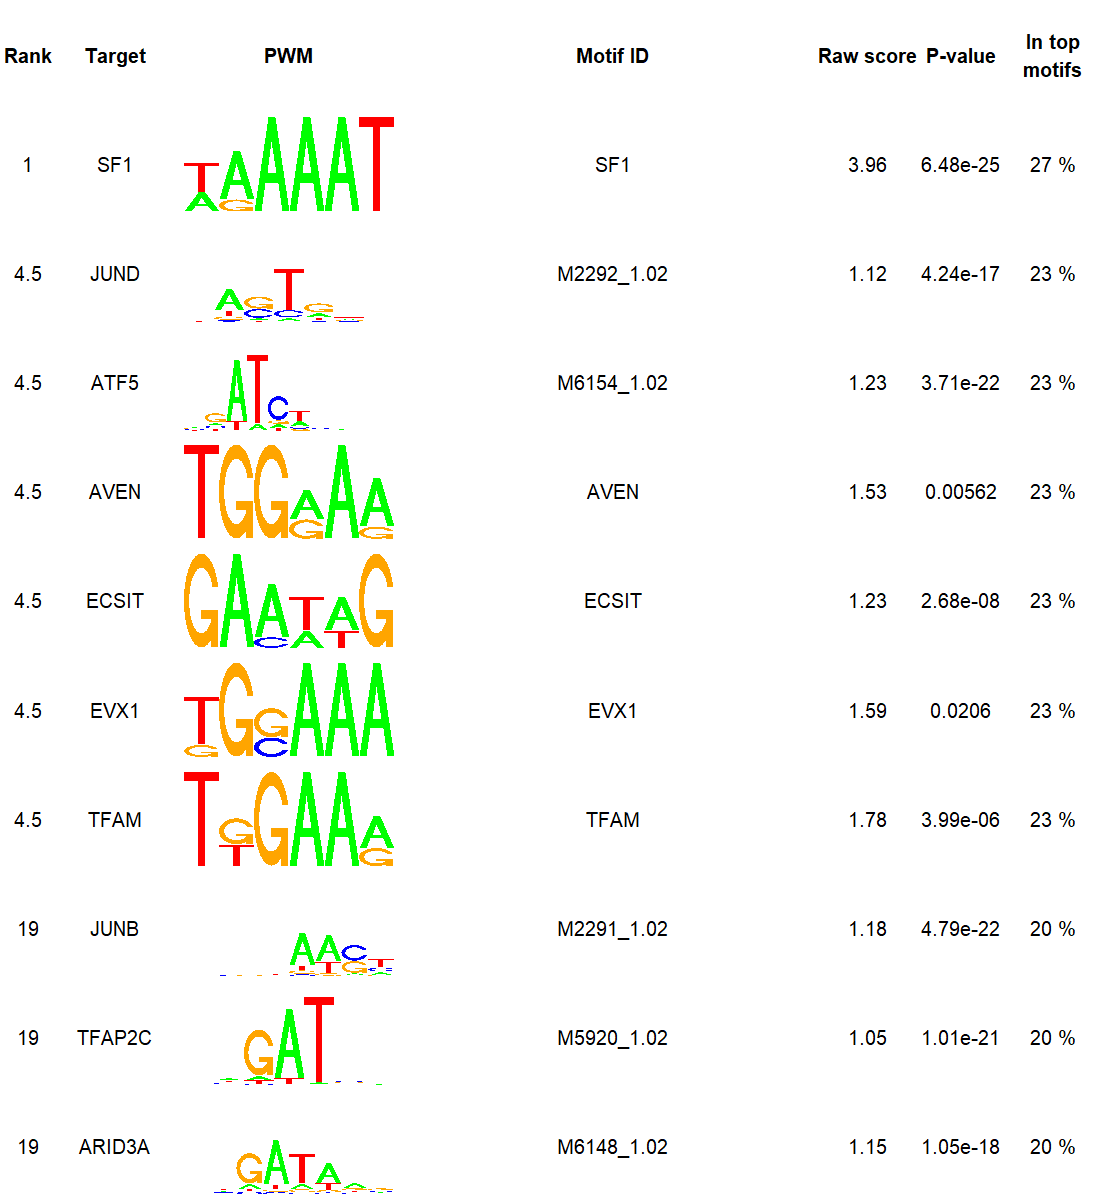 Rank Target PWM Motif ID Raw score P-value In top motifs
1 SF1 SF1 3.96 6.48e-25 27 %
4.5 JUND M2292_1.02 1.12 4.24e-17 23 %
4.5 ATF5 M6154_1.02 1.23 3.71e-22 23 %
4.5 AVEN AVEN 1.53 0.00562 23 %
4.5 ECSIT ECSIT 1.23 2.68e-08 23 %
4.5 EVX1 EVX1 1.59 0.0206 23 %
4.5 TFAM TFAM 1.78 3.99e-06 23 %
19 JUNB M2291_1.02 1.18 4.79e-22 20 %
19 TFAP2C M5920_1.02 1.05 1.01e-21 20 %
19 ARID3A M6148_1.02 1.15 1.05e-18 20 %